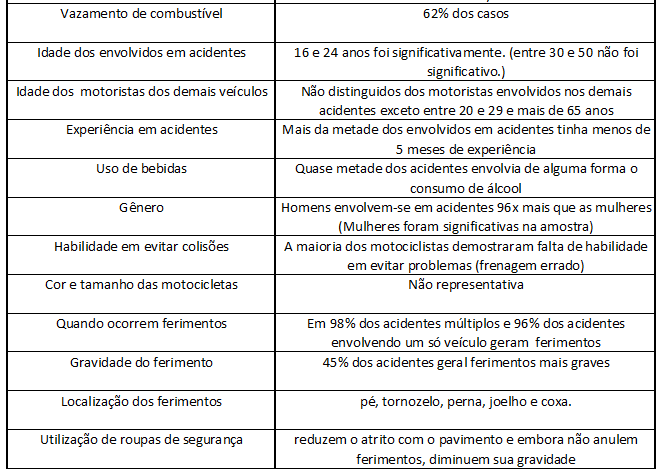 Vazamento de combustível
62% dos casos
Idade dos envolvidos em acidentes
16 e 24 anos foi significativamente. (entre 30 e 50 não foi
significativo.)
Idade dos motoristas dos demais veículos
Não distinguidos dos motoristas envolvidos nos demais
acidentes exceto entre 20 e 29 e mais de 65 anos
Experiência em acidentes
Mais da metade dos envolvidos em acidentes tinha menos de
5 meses de experiência
Uso de bebidas
Quase metade dos acidentes envolvia de alguma forma o
consumo de álcool
Gênero
Homens envolvem-se em acidentes 96x mais que as mulheres
(Mulheres foram significativas na amostra)
Habilidade em evitar colisões
A maioria dos motociclistas demostraram falta de habilidade
em evitar problemas (frenagem errado)
Cor e tamanho das motocicletas
Não representativa
Quando ocorrem ferimentos
Em 98% dos acidentes múltiplos e 96% dos acidentes
envolvendo um só veículo geram ferimentos
Gravidade do ferimento
45% dos acidentes geral ferimentos mais graves
Localização dos ferimentos
pé, tornozelo, perna, joelho e coxa.
Utilização de roupas de segurança
reduzem o atrito com o pavimento e embora não anulem
ferimentos, diminuem sua gravidade